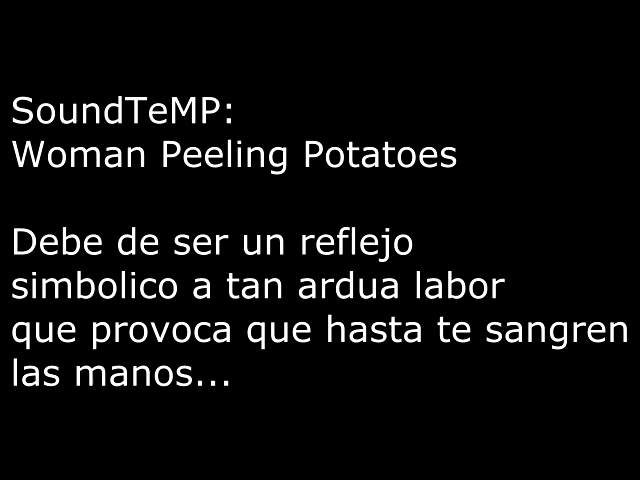 SoundTeMP:
Woman Peeling Potatoes
Debe de ser un reflejo
simbolico a tan ardua labor
que provoca que hasta te sangren
las manos...